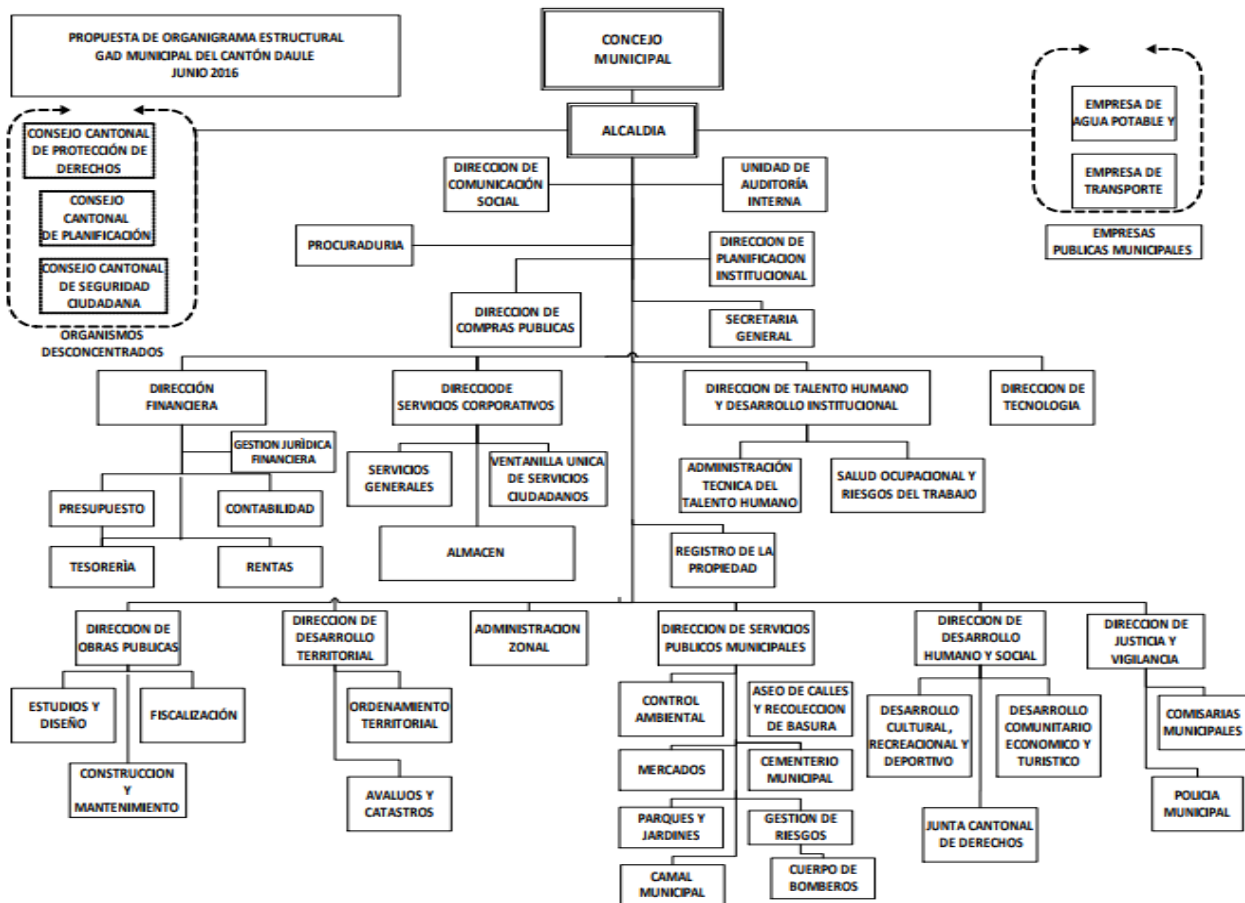 PROPUESTA DE ORGANIGRAMA ESTRUCTURAL
GAD MUNICIPAL DEL CANTÓN DAULE
JUNIO 2016
CONCEJO
MUNICIPAL
ALCALDIA
CONSEJO CANTONAL
DE PROTECCIÓN DE
DERECHOS
CONSEJO
CANTONAL
DE PLANIFICACIÓN
CONSEJO CANTONAL
DE SEGURIDAD
CIUDADANA
ORGANISMOS
DESCONCENTRADOS
EMPRESA DE
AGUA POTABLE Y
EMPRESA DE
TRANSPORTE
EMPRESAS
PUBLICAS MUNICIPALES
DIRECCION DE
COMUNICACIÓN
SOCIAL
UNIDAD DE
AUDITORÍA
INTERNA
PROCURADURIA
DIRECCION DE
PLANIFICACION
INSTITUCIONAL
DIRECCION DE
COMPRAS PUBLICAS
SECRETARIA
GENERAL
DIRECCIÓN
FINANCIERA
DIRECCIODE
SERVICIOS CORPORATIVOS
DIRECCION DE TALENTO HUMANO
Y DESARROLLO INSTITUCIONAL
DIRECCION DE
TECNOLOGIA
GESTION JURÌDICA
FINANCIERA
PRESUPUESTO
CONTABILIDAD
TESORERÌA
RENTAS
SERVICIOS
GENERALES
VENTANILLA UNICA
DE SERVICIOS
CIUDADANOS
ALMACEN
ADMINISTRACIÓN
TECNICA DEL
TALENTO HUMANO
SALUD OCUPACIONAL Y
RIESGOS DEL TRABAJO
REGISTRO DE LA
PROPIEDAD
DIRECCION DE
OBRAS PUBLICAS
DIRECCION DE
DESARROLLO
TERRITORIAL
ADMINISTRACION
ZONAL
DIRECCION DE SERVICIOS
PUBLICOS MUNICIPALES
DIRECCION DE
DESARROLLO
HUMANO Y SOCIAL
DIRECCION DE
JUSTICIA Y
VIGILANCIA
ESTUDIOS Y
DISEÑO
FISCALIZACIÓN
CONSTRUCCION
Y
MANTENIMIENTO
ORDENAMIENTO
TERRITORIAL
AVALUOS Y
CATASTROS
CONTROL
AMBIENTAL
ASEO DE CALLES
Y RECOLECCION
DE BASURA
MERCADOS
CEMENTERIO
MUNICIPAL
PARQUES Y
JARDINES
GESTION DE
RIESGOS
CAMAL
MUNICIPAL
CUERPO DE
BOMBEROS
DESARROLLO
CULTURAL,
RECREACIONAL Y
DEPORTIVO
DESARROLLO
COMUNITARIO
ECONOMICO Y
TURISTICO
JUNTA CANTONAL
DE DERECHOS
COMISARIAS
MUNICIPALES
POLICIA
MUNICIPAL